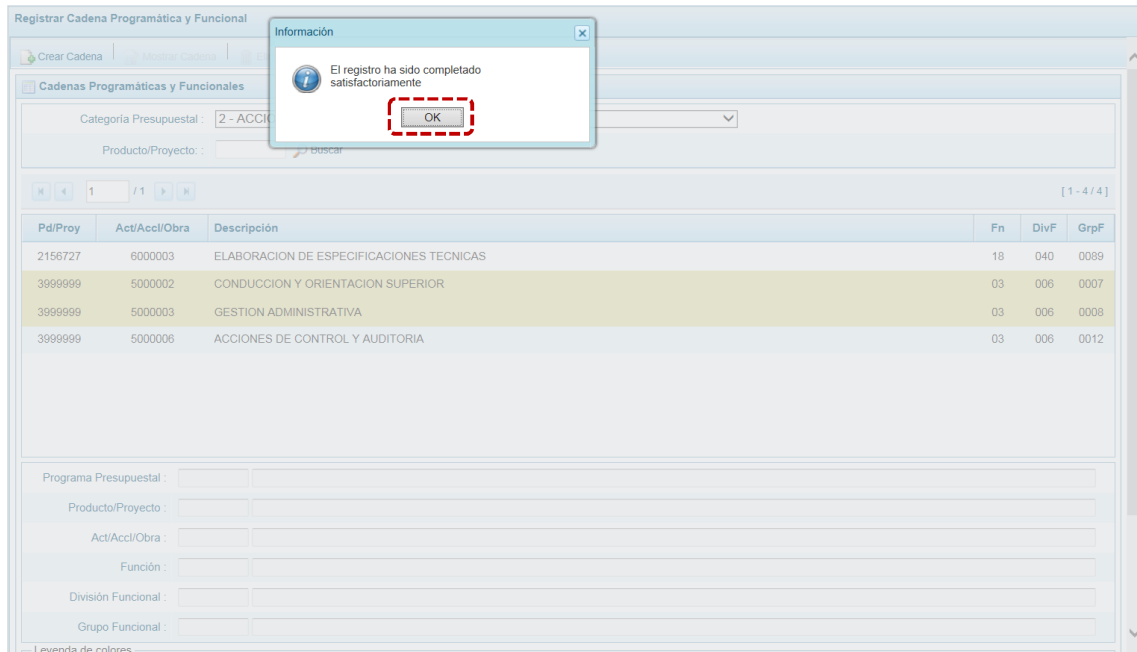 Registrar Cadena Programática y Funcional
Información
Crear Cadena Mostrar Cadena
El registro ha sido completado
satisfactoriamente
OK
Cadenas Programáticas y Funcionales
Categoría Presupuestal : 2 - ACCIO
Producto/Proyecto: : Buscar
1 / 1 [ 1 - 4 / 4 ]
Pd/Proy Act/AccI/Obra Descripción Fn DivF GrpF
2156727 6000003 ELABORACION DE ESPECIFICACIONES TECNICAS 18 040 0089
3999999 5000002 CONDUCCION Y ORIENTACION SUPERIOR 03 006 0007
3999999 5000003 GESTION ADMINISTRATIVA 03 006 0008
3999999 5000006 ACCIONES DE CONTROL Y AUDITORIA 03 006 0012
Programa Presupuestal :
Producto/Proyecto :
Act/AccI/Obra :
Función :
División Funcional :
Grupo Funcional :
Leyenda de colores